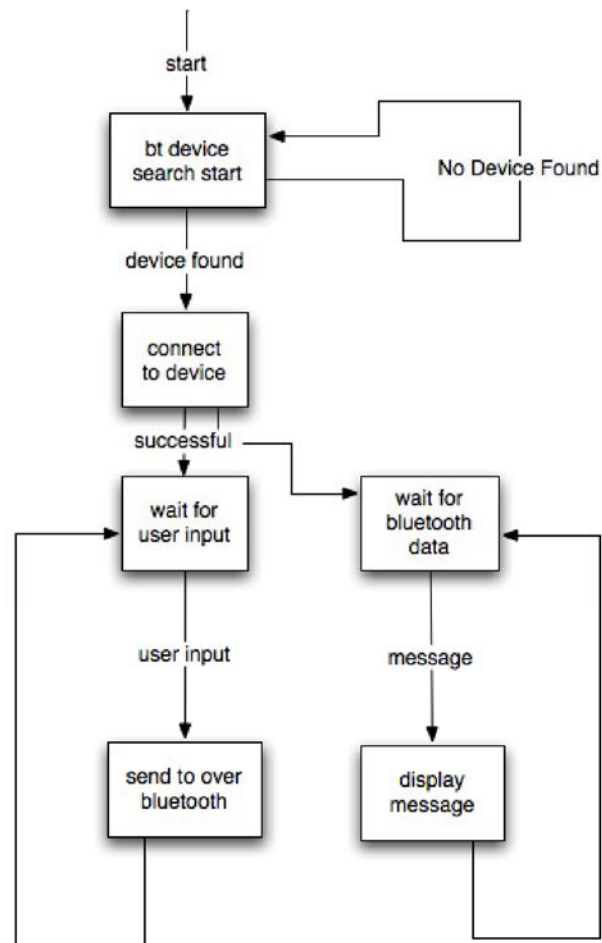 start
bt device
search start
No Device Found
device found
connect
to device
successful
wait for
user input
wait for
bluetooth
data
user input
message
send to over
bluetooth
display
message